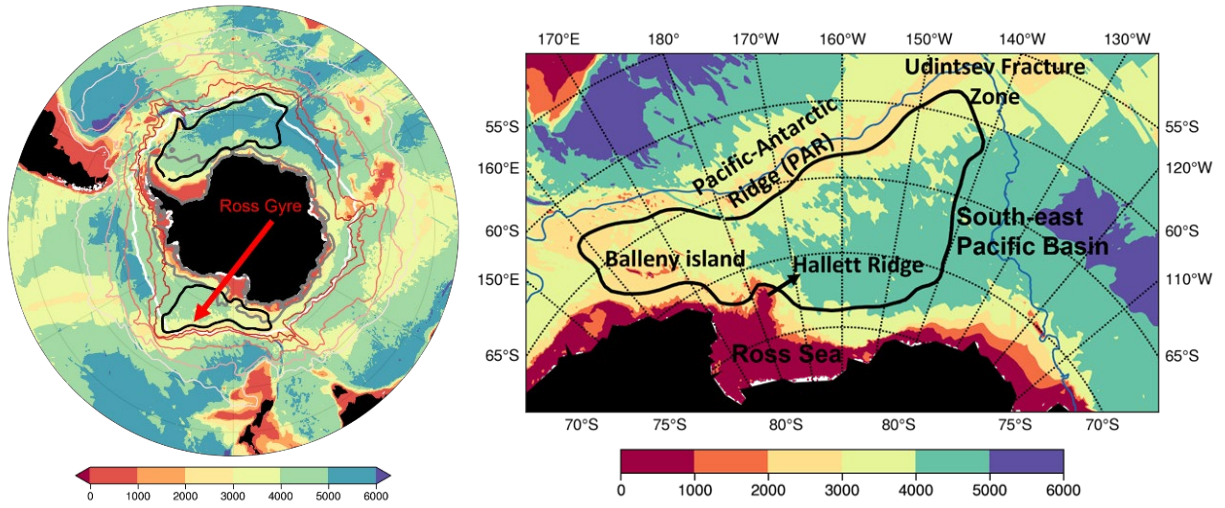 Ross Gyre
0 1000 2000 3000 4000 5000 6000
170°E 180° 170°W 160°W 150°W 140°W 130°W
Udintsev Fracture
Zone
Pacific-Antarctic
Ridge (PAR)
55°S
160°E
60°S
150°E
65°S
55°S
120°W
60°S
110°W
65°S
South-east
Pacific Basin
Balleny island
Hallett Ridge
Ross Sea
70°S 75°S 80°S 80°S 75°S 70°S
0 1000 2000 3000 4000 5000 6000